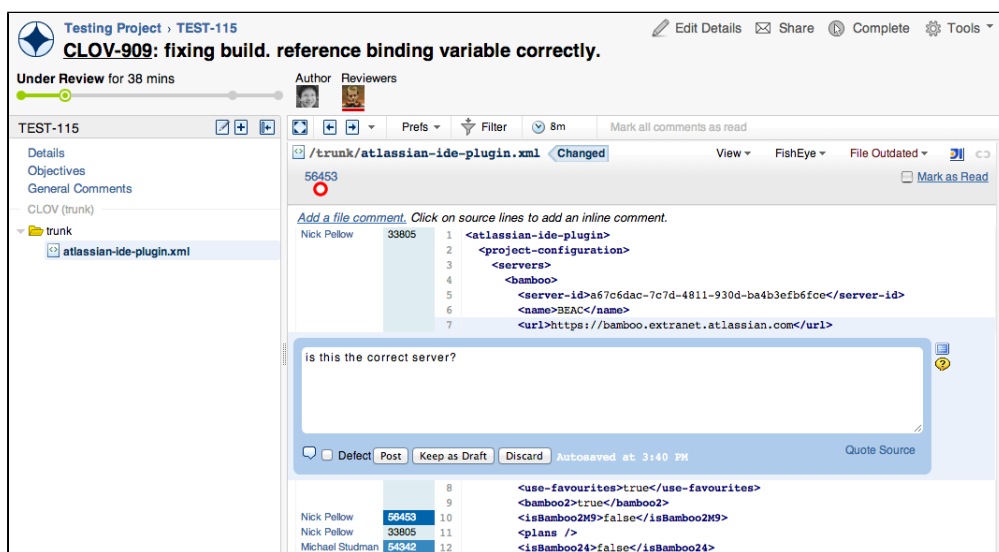 Testing Project › TEST-115
Edit Details Share Complete Tools
CLOV-909: fixing build. reference binding variable correctly.
Under Review for 38 mins
Author Reviewers
TEST-115
Prefs Filter 8m Mark all comments as read
Details
Objectives
General Comments
CLOV (trunk)
trunk
atlassian-ide-plugin.xml
/trunk/atlassian-ide-plugin.xml Changed View FishEye File Outdated
56453
Mark as Read
Add a file comment. Click on source lines to add an inline comment.
Nick Pellow 33805 1 <atlassian-ide-plugin>
2 <project-configuration>
3 <servers>
4 <bamboo>
5 <server-id>a67c6dac-7c7d-4811-930d-ba4b3efb6fce</server-id>
6 <name>BEAC</name>
7 <url>https://bamboo.extranet.atlassian.com</url>
is this the correct server?
Defect Post Keep as Draft Discard Autosaved at 3:40 PM Quote Source
8 <use-favourites>true</use-favourites>
9 <bamboo2>true</bamboo2>
Nick Pellow 56453 10 <isBamboo2M9>false</isBamboo2M9>
Nick Pellow 33805 11 <plans />
Michael Studman 54342 12 <isBamboo24>false</isBamboo24>